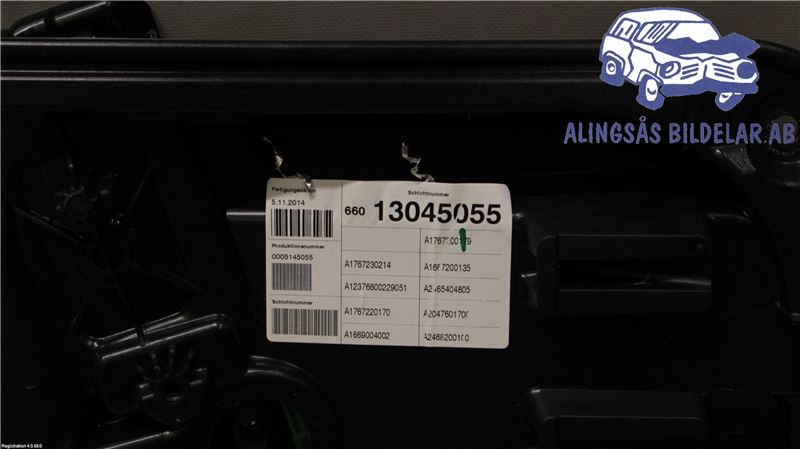 ALINGSÅS BILDELAR AB
Fertigungsdatum
5.11.2014
Schichtnummer
660 13045055
Produktionsnummer
0005145055
A1767230214
A12376600229051
A1767220170
A1669004002
Schichtnummer
Registration 4.0.58.0